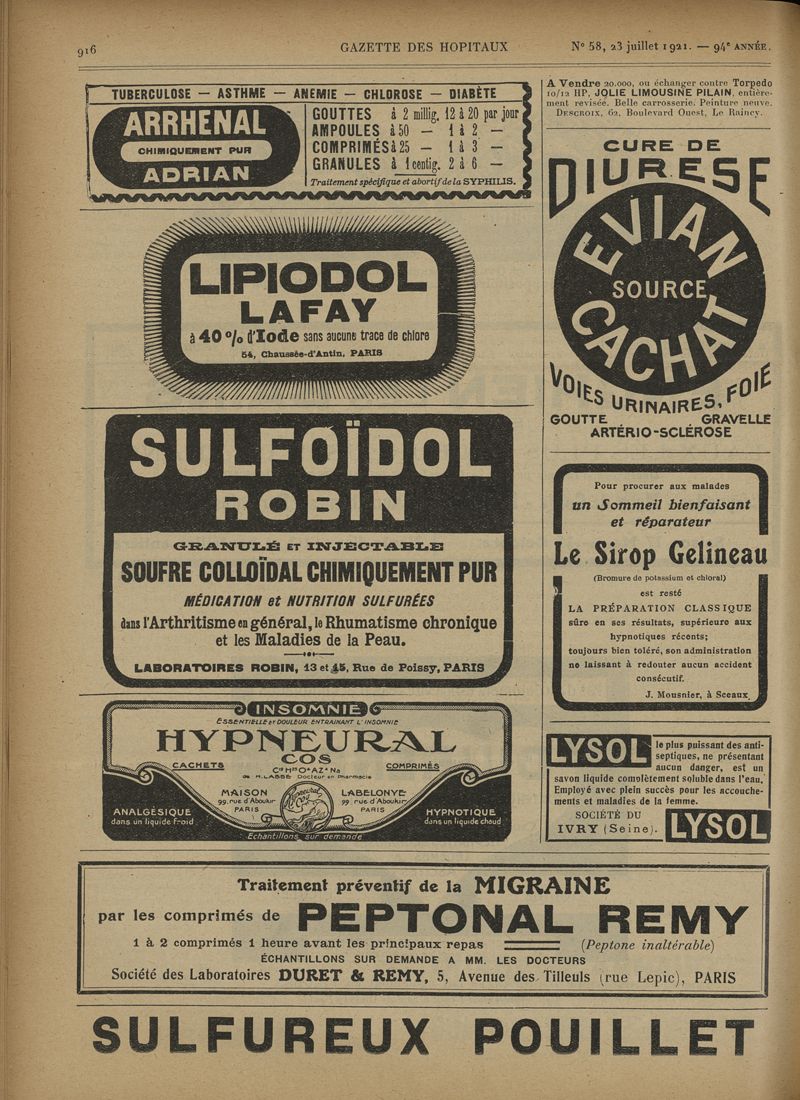 916
GAZETTE DES HOPITAUX
N° 58, 23 juillet 1921. — 94e ANNÉE.
TUBERCULOSE — ASTHME — ANEMIE — CHLOROSE — DIABÈTE
ARRHENAL
CHIMIQUEMENT PUR
ADRIAN
GOUTTES à 2 millig. 12 à 20 par jour
AMPOULES à 50 — 1 à 2 —
COMPRIMÉS à 25 — 1 à 3 —
GRANULES à 1 centig. 2 à 6 —
Traitement spécifique et abortif de la SYPHILIS.
LIPIODOL
LAFAY
à 40 % d'Iode sans aucune trace de chlore
54, Chaussée-d'Antin, PARIS
SULFOÏDOL
ROBIN
GRANULÉ ET INJECTABLE
SOUFRE COLLOÏDAL CHIMIQUEMENT PUR
MÉDICATION et NUTRITION SULFURÉES
dans l'Arthritisme en général, le Rhumatisme chronique
et les Maladies de la Peau.
LABORATOIRES ROBIN, 13 et 15, Rue de Poissy, PARIS
INSOMNIE
ESSENTIELLE et DOULEUR ENTRAINANT L'INSOMNIE
HYPNEURAL
COS
CACHETS
COMPRIMÉS
de H. LABBE Docteur en Pharmacie
MAISON
LABELONYE
99, rue d'Aboukir
99, rue d'Aboukir
PARIS
PARIS
ANALGÉSIQUE
dans un liquide froid
HYPNOTIQUE
dans un liquide chaud
Echantillons sur demande
A Vendre 20.000, ou échanger contre Torpedo
10/12 HP, JOLIE LIMOUSINE PILAIN, entière-
ment revisée. Belle carrosserie. Peinture neuve.
DESCROIX, 62, Boulevard Ouest, Le Raincy.
CURE DE
DIURESE
EVIAN
SOURCE
CACHAT
VOIES URINAIRES, FOIE
GOUTTE GRAVELLE
ARTÉRIO-SCLÉROSE
Pour procurer aux malades
un Sommeil bienfaisant
et réparateur
Le Sirop Gelineau
(Bromure de potassium et chloral)
est resté
LA PRÉPARATION CLASSIQUE
sûre en ses résultats, supérieure aux
hypnotiques récents;
toujours bien toléré, son administration
ne laissant à redouter aucun accident
consécutif.
J. Mousnier, à Sceaux.
LYSOL
le plus puissant des anti-
septiques, ne présentant
aucun danger, est un
savon liquide complètement soluble dans l'eau.
Employé avec plein succès pour les accouche-
ments et maladies de la femme.
SOCIÉTÉ DU
IVRY (Seine).
LYSOL
Traitement préventif de la MIGRAINE
par les comprimés de PEPTONAL REMY
1 à 2 comprimés 1 heure avant les principaux repas (Peptone inaltérable)
ÉCHANTILLONS SUR DEMANDE A MM. LES DOCTEURS
Société des Laboratoires DURET & REMY, 5, Avenue des Tilleuls (rue Lepic), PARIS
SULFUREUX POUILLET